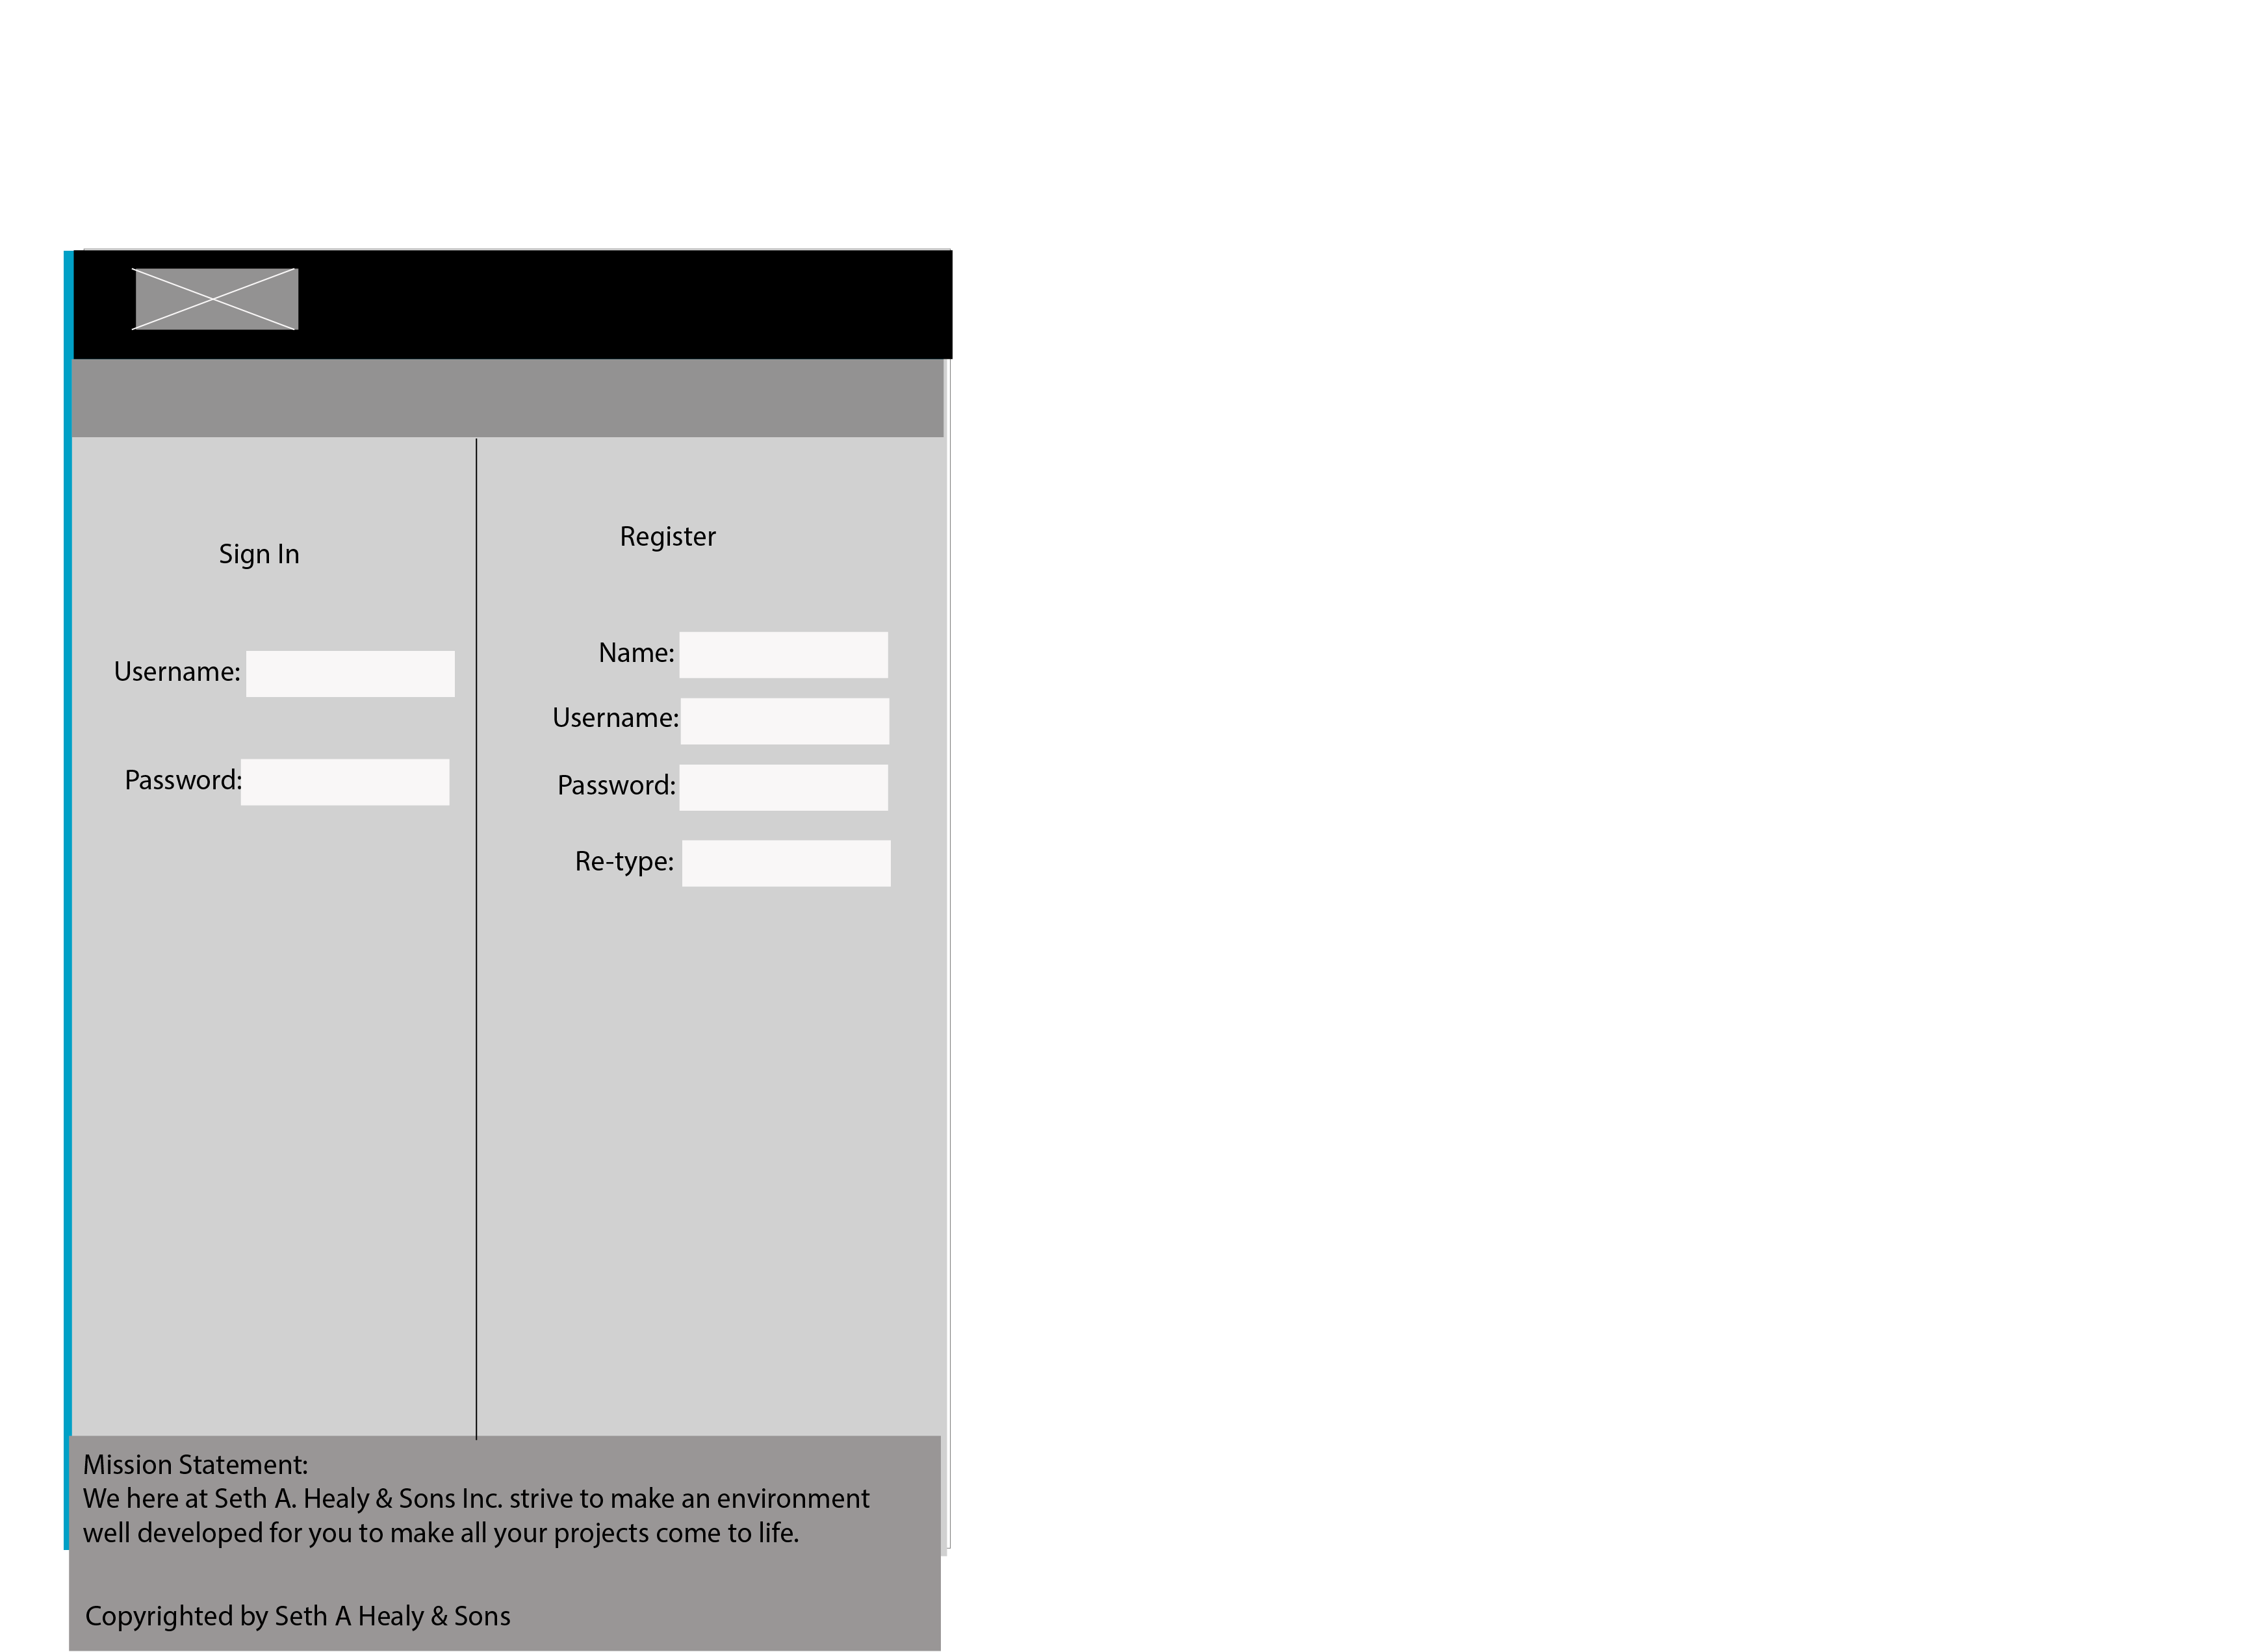 Sign In
Username:
Password:
Register
Name:
Username:
Password:
Re-type:
Mission Statement:
We here at Seth A. Healy & Sons Inc. strive to make an environment
well developed for you to make all your projects come to life.
Copyrighted by Seth A Healy & Sons